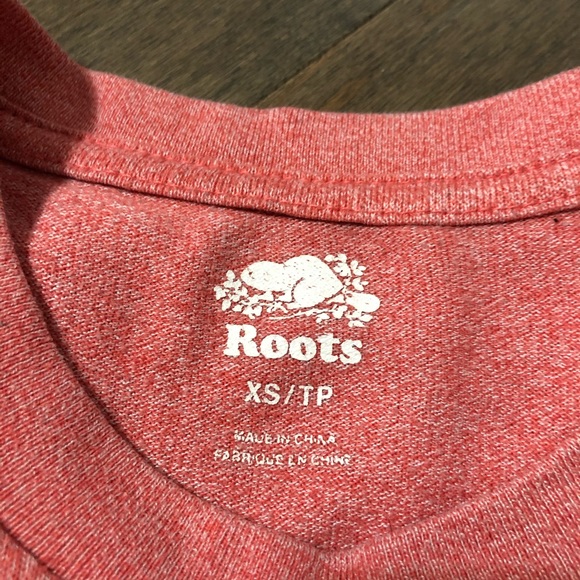 Roots
XS/TP
MADE IN CHINA
FABRIQUÉ EN CHINE